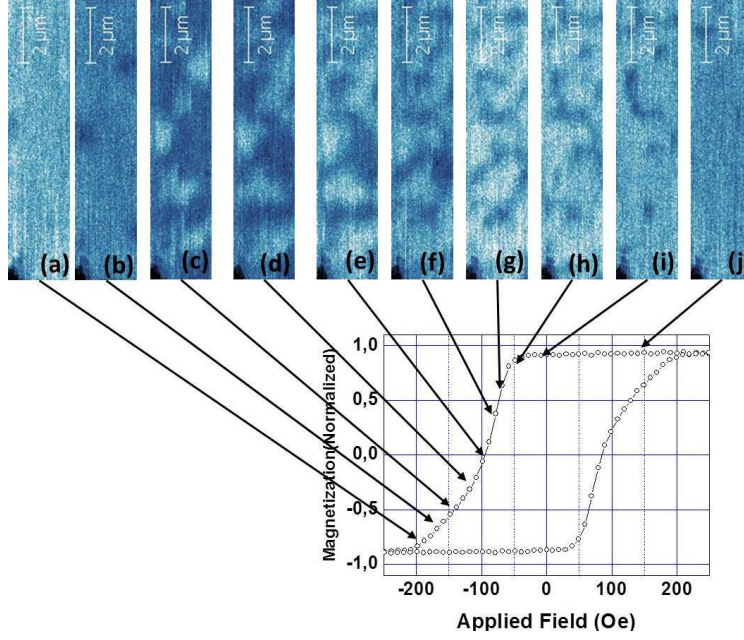 2 μm 2 μm 2 μm 2 μm 2 μm 2 μm 2 μm 2 μm 2 μm 2 μm
(a) (b) (c) (d) (e) (f) (g) (h) (i) (j
Magnetization(Normalized)
1,0
0,5
0,0
-0,5
-1,0
-200 -100 0 100 200
Applied Field (Oe)